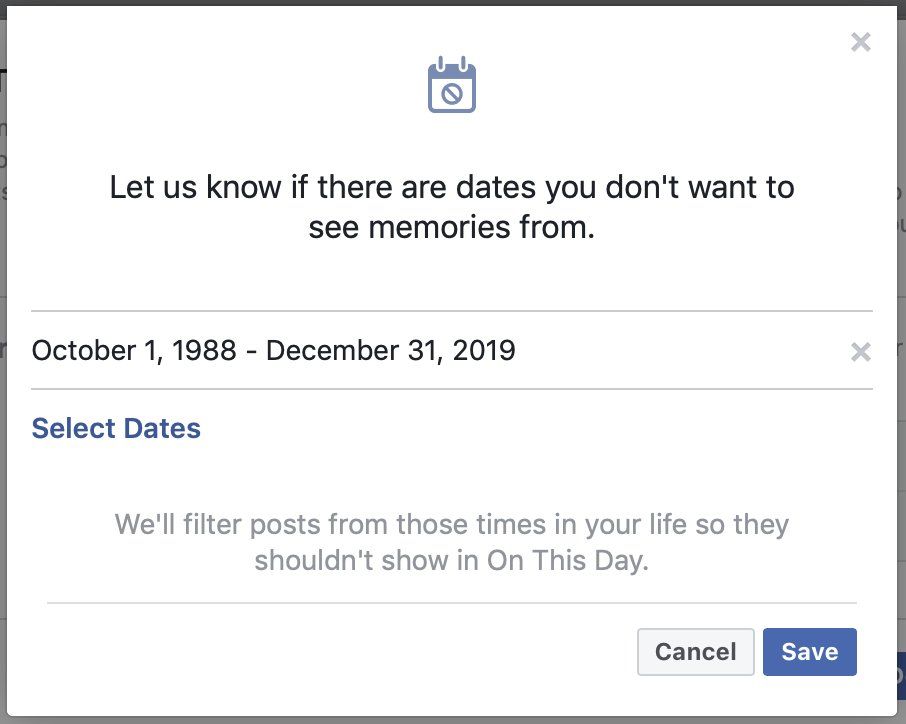 Let us know if there are dates you don't want to
see memories from.
October 1, 1988 - December 31, 2019
Select Dates
We'll filter posts from those times in your life so they
shouldn't show in On This Day.
Cancel Save